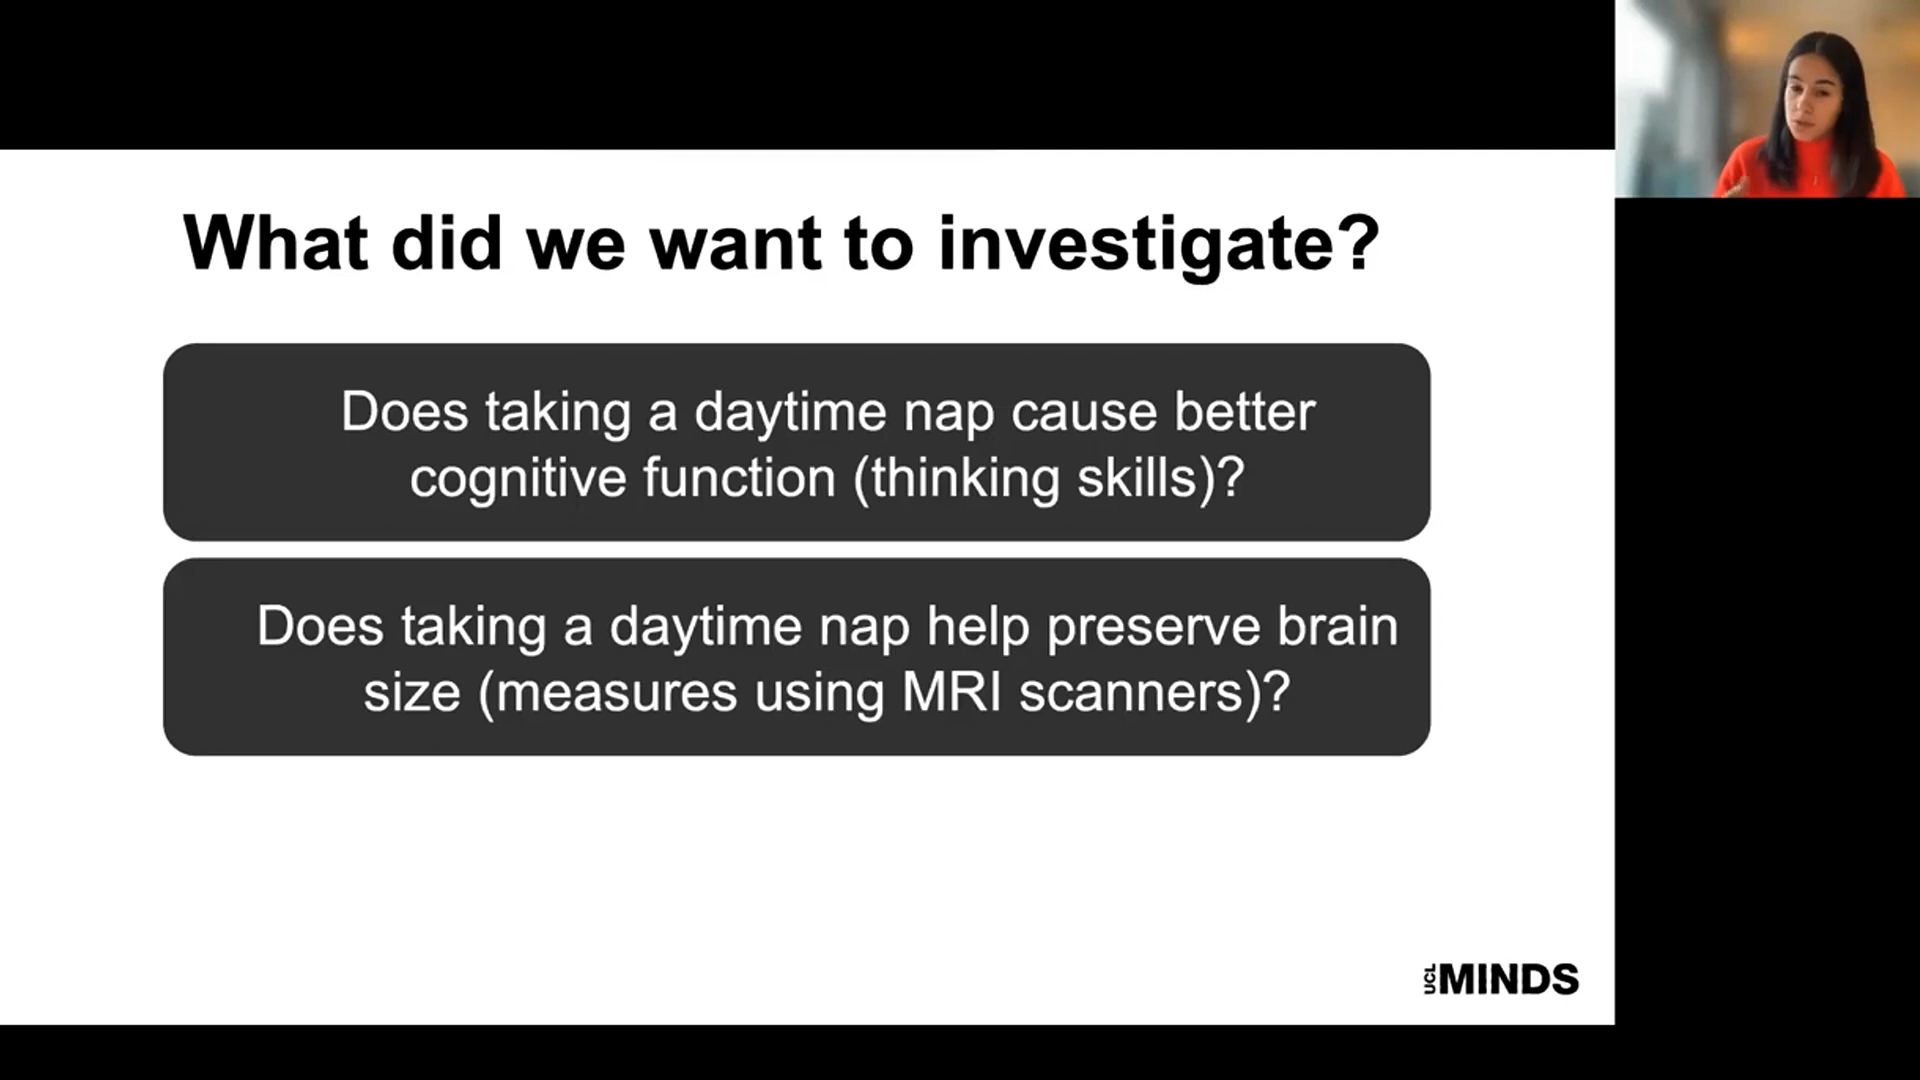 What did we want to investigate?
Does taking a daytime nap cause better
cognitive function (thinking skills)?
Does taking a daytime nap help preserve brain
size (measures using MRI scanners)?
UCL MINDS